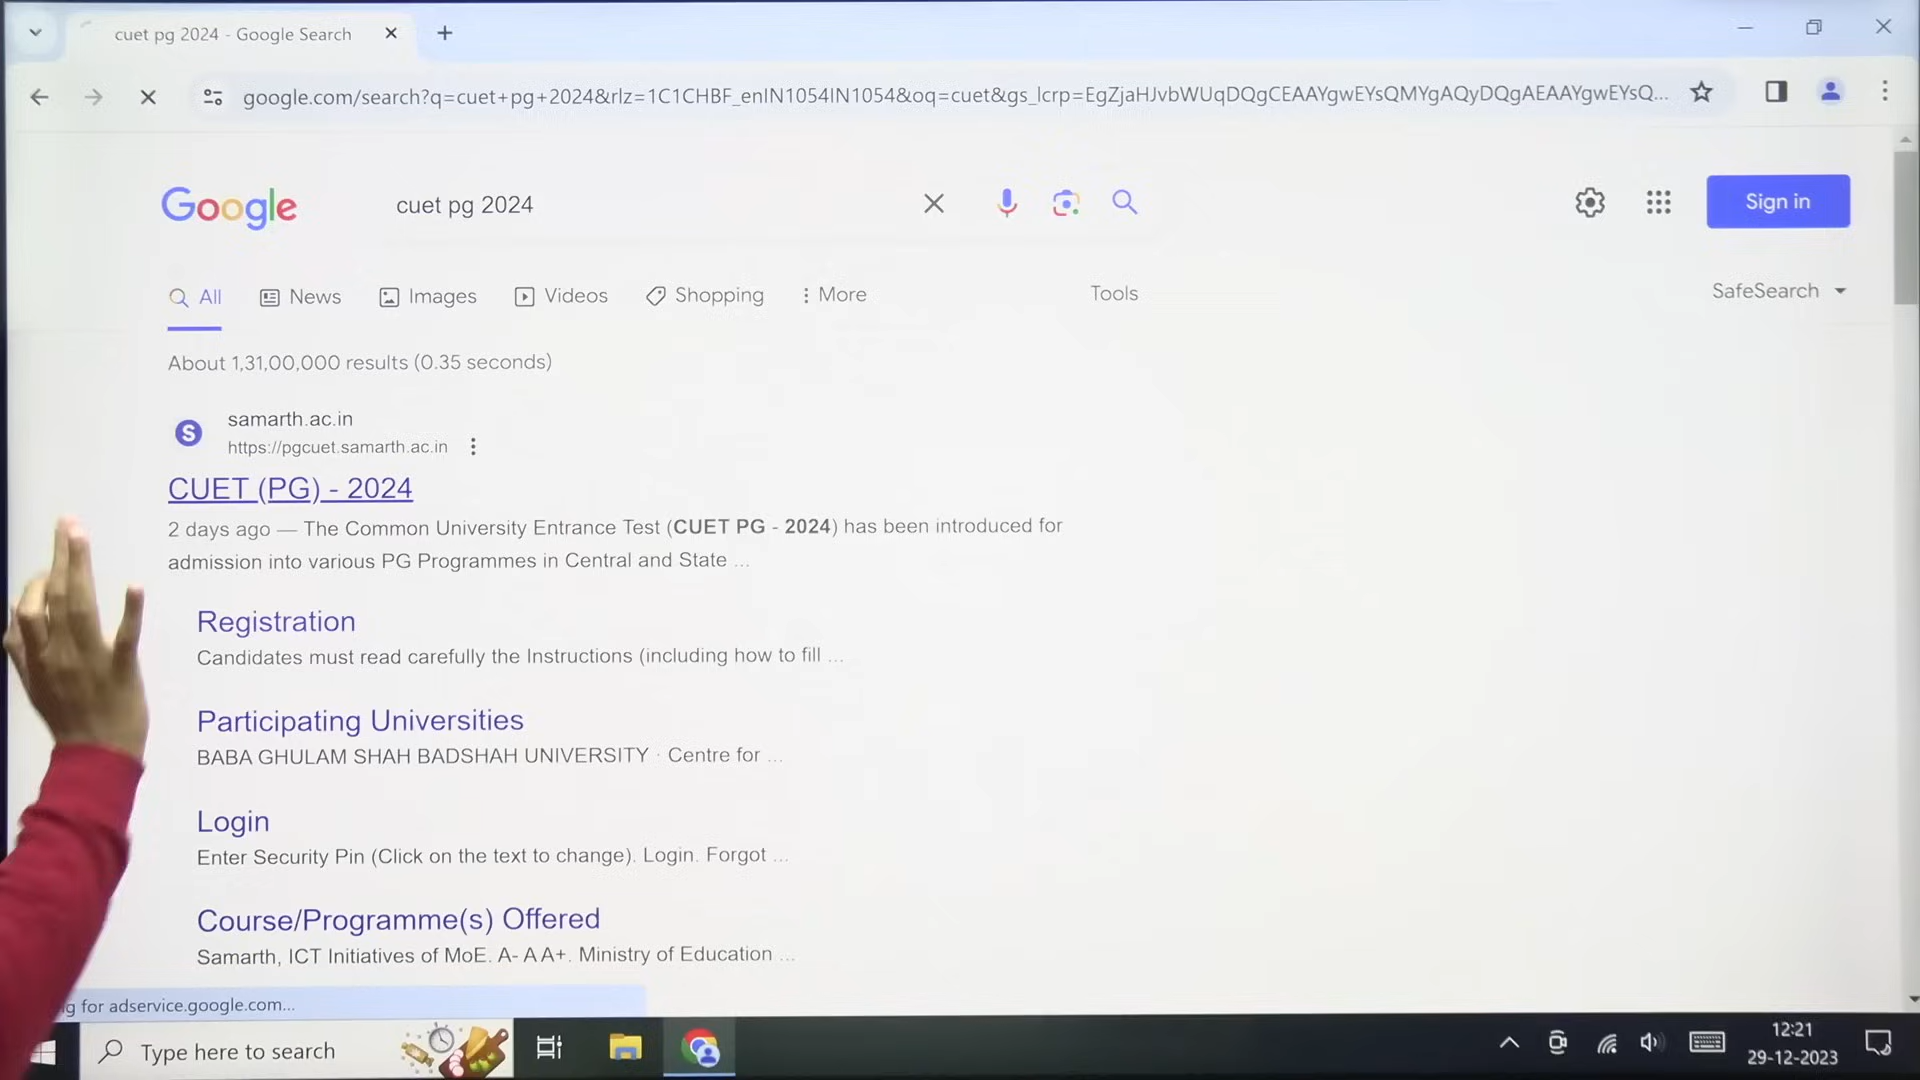 cuet pg 2024 - Google Search
google.com/search?q=cuet+pg+2024&rlz=1C1CHBF_enIN1054IN1054&oq=cuet&gs_lcrp=EgZjaHJvbWUqDQgCEAAYgwEYsQMYgAQyDQgAEAAYgwEYsQ...
Google
cuet pg 2024
Sign in
All
News
Images
Videos
Shopping
More
Tools
SafeSearch
About 1,31,00,000 results (0.35 seconds)
S
samarth.ac.in
https://pgcuet.samarth.ac.in
CUET (PG) - 2024
2 days ago — The Common University Entrance Test (CUET PG - 2024) has been introduced for
admission into various PG Programmes in Central and State ...
Registration
Candidates must read carefully the Instructions (including how to fill ...
Participating Universities
BABA GHULAM SHAH BADSHAH UNIVERSITY · Centre for ...
Login
Enter Security Pin (Click on the text to change). Login. Forgot ...
Course/Programme(s) Offered
Samarth, ICT Initiatives of MoE. A- A A+. Ministry of Education ...
for adservice.google.com...
Type here to search
12:21
29-12-2023